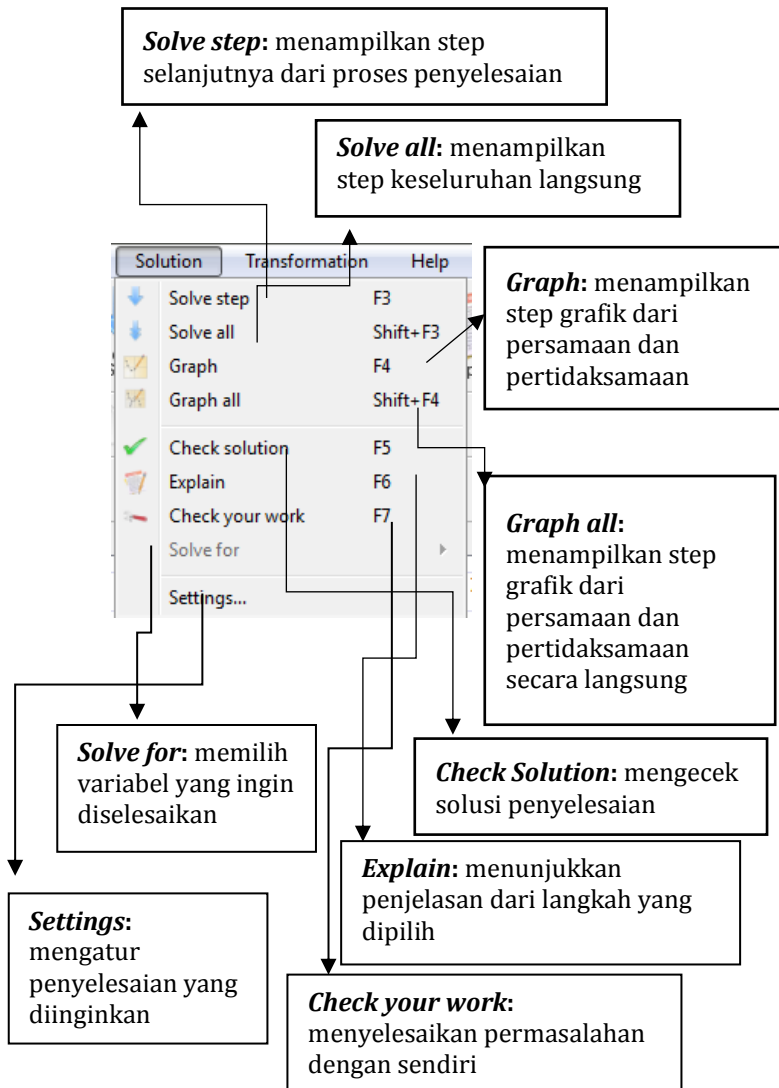 Solve step: menampilkan step
selanjutnya dari proses penyelesaian
Solve all: menampilkan
step keseluruhan langsung
Solution Transformation Help
Solve step F3
Solve all Shift+F3
Graph F4
Graph all Shift+F4
Check solution F5
Explain F6
Check your work F7
Solve for
Settings...
Graph: menampilkan
step grafik dari
persamaan dan
pertidaksamaan
Graph all:
menampilkan step
grafik dari
persamaan dan
pertidaksamaan
secara langsung
Solve for: memilih
variabel yang ingin
diselesaikan
Check Solution: mengecek
solusi penyelesaian
Explain: menunjukkan
penjelasan dari langkah yang
dipilih
Settings:
mengatur
penyelesaian yang
diinginkan
Check your work:
menyelesaikan permasalahan
dengan sendiri